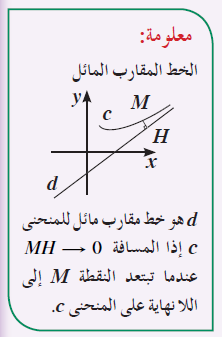 معلومة:
الخط المقارب المائل
y
M
c
H
x
d
d هو خط مقارب مائل للمنحنى
c إذا المسافة MH → 0
عندما تبتعد النقطة M إلى
اللانهاية على المنحنى c.